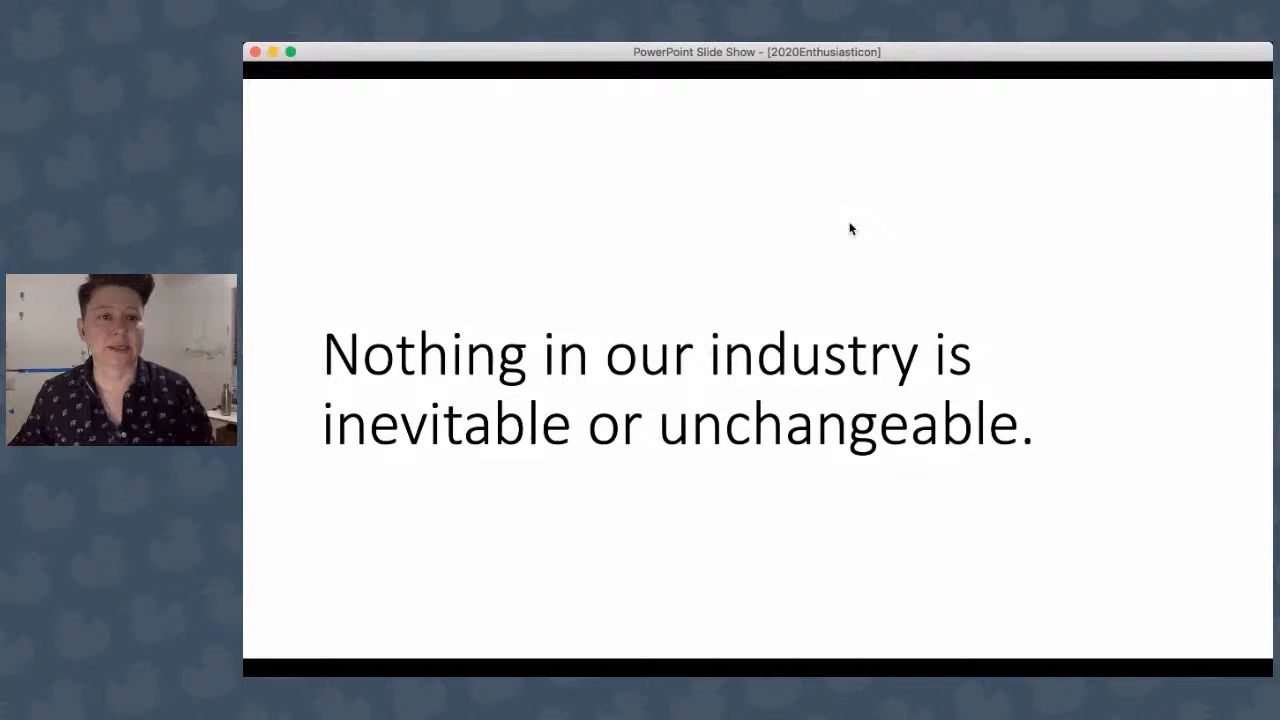 PowerPoint Slide Show - [2020Enthusiasticon]
Nothing in our industry is
inevitable or unchangeable.